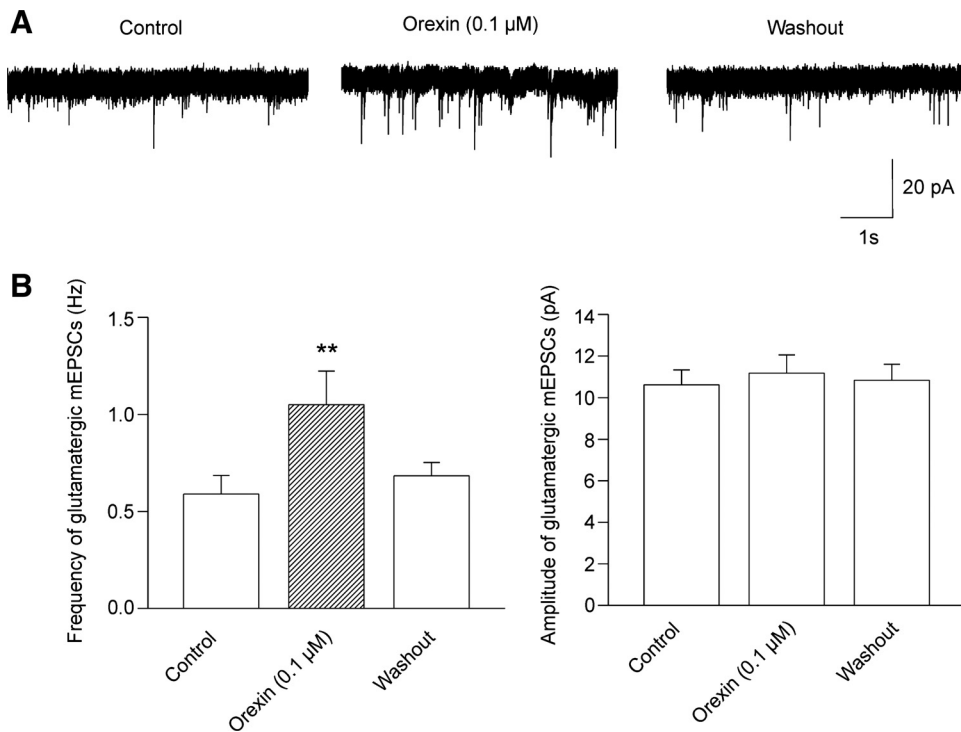 A
Control
Orexin (0.1 µM)
Washout
20 pA
1s
B
Frequency of glutamatergic mEPSCs (Hz)
1.5
1.0
0.5
0.0
**
Control
Orexin (0.1 µM)
Washout
Amplitude of glutamatergic mEPSCs (pA)
14
12
10
8
6
4
2
0
Control
Orexin (0.1 µM)
Washout